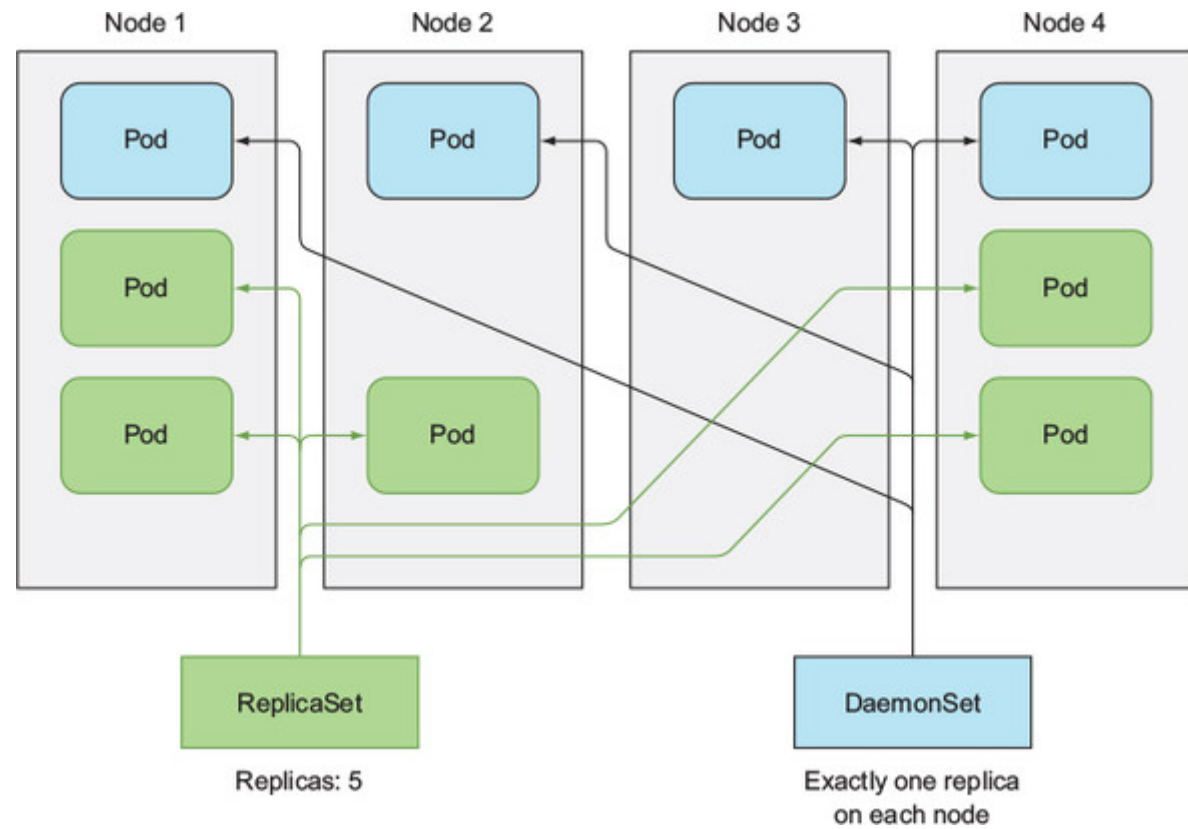 Node 1
Node 2
Node 3
Node 4
Pod
Pod
Pod
Pod
Pod
Pod
Pod
Pod
Pod
ReplicaSet
DaemonSet
Replicas: 5
Exactly one replica
on each node